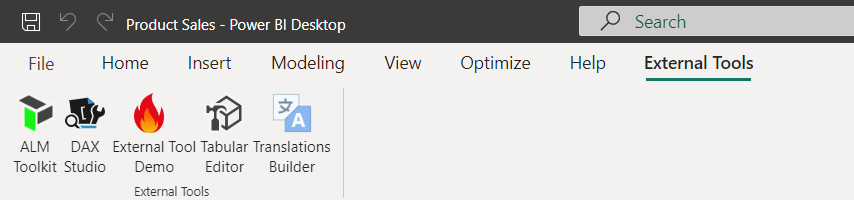 Product Sales - Power BI Desktop
Search
File Home Insert Modeling View Optimize Help External Tools
ALM DAX External Tool Tabular Translations
Toolkit Studio Demo Editor Builder
External Tools